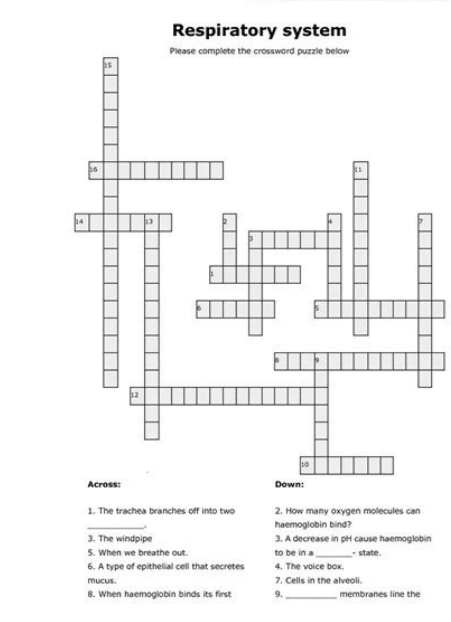 Respiratory system
Please complete the crossword puzzle below
15
16
11
14
13
2
4
7
3
1
6
5
8
9
12
10
Across:
1. The trachea branches off into two
____________.
3. The windpipe
5. When we breathe out.
6. A type of epithelial cell that secretes
mucus.
8. When haemoglobin binds its first
Down:
2. How many oxygen molecules can
haemoglobin bind?
3. A decrease in pH cause haemoglobin
to be in a ________- state.
4. The voice box.
7. Cells in the alveoli.
9. ___________ membranes line the